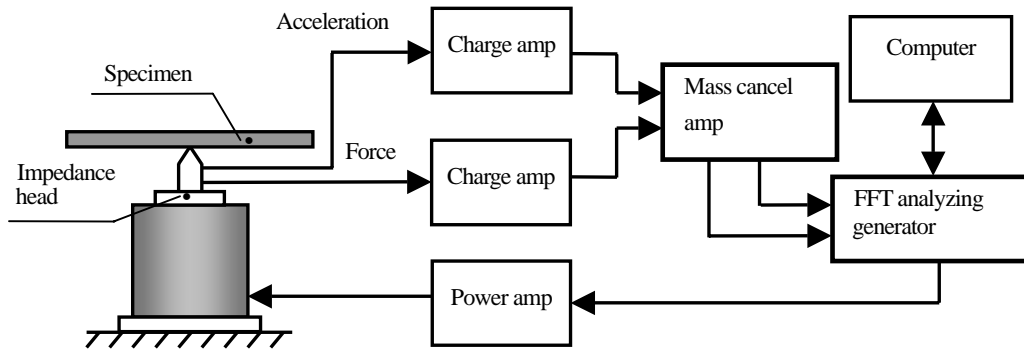 Acceleration
Charge amp
Computer
Specimen
Mass cancel
amp
Force
Impedance
head
Charge amp
FFT analyzing
generator
Power amp